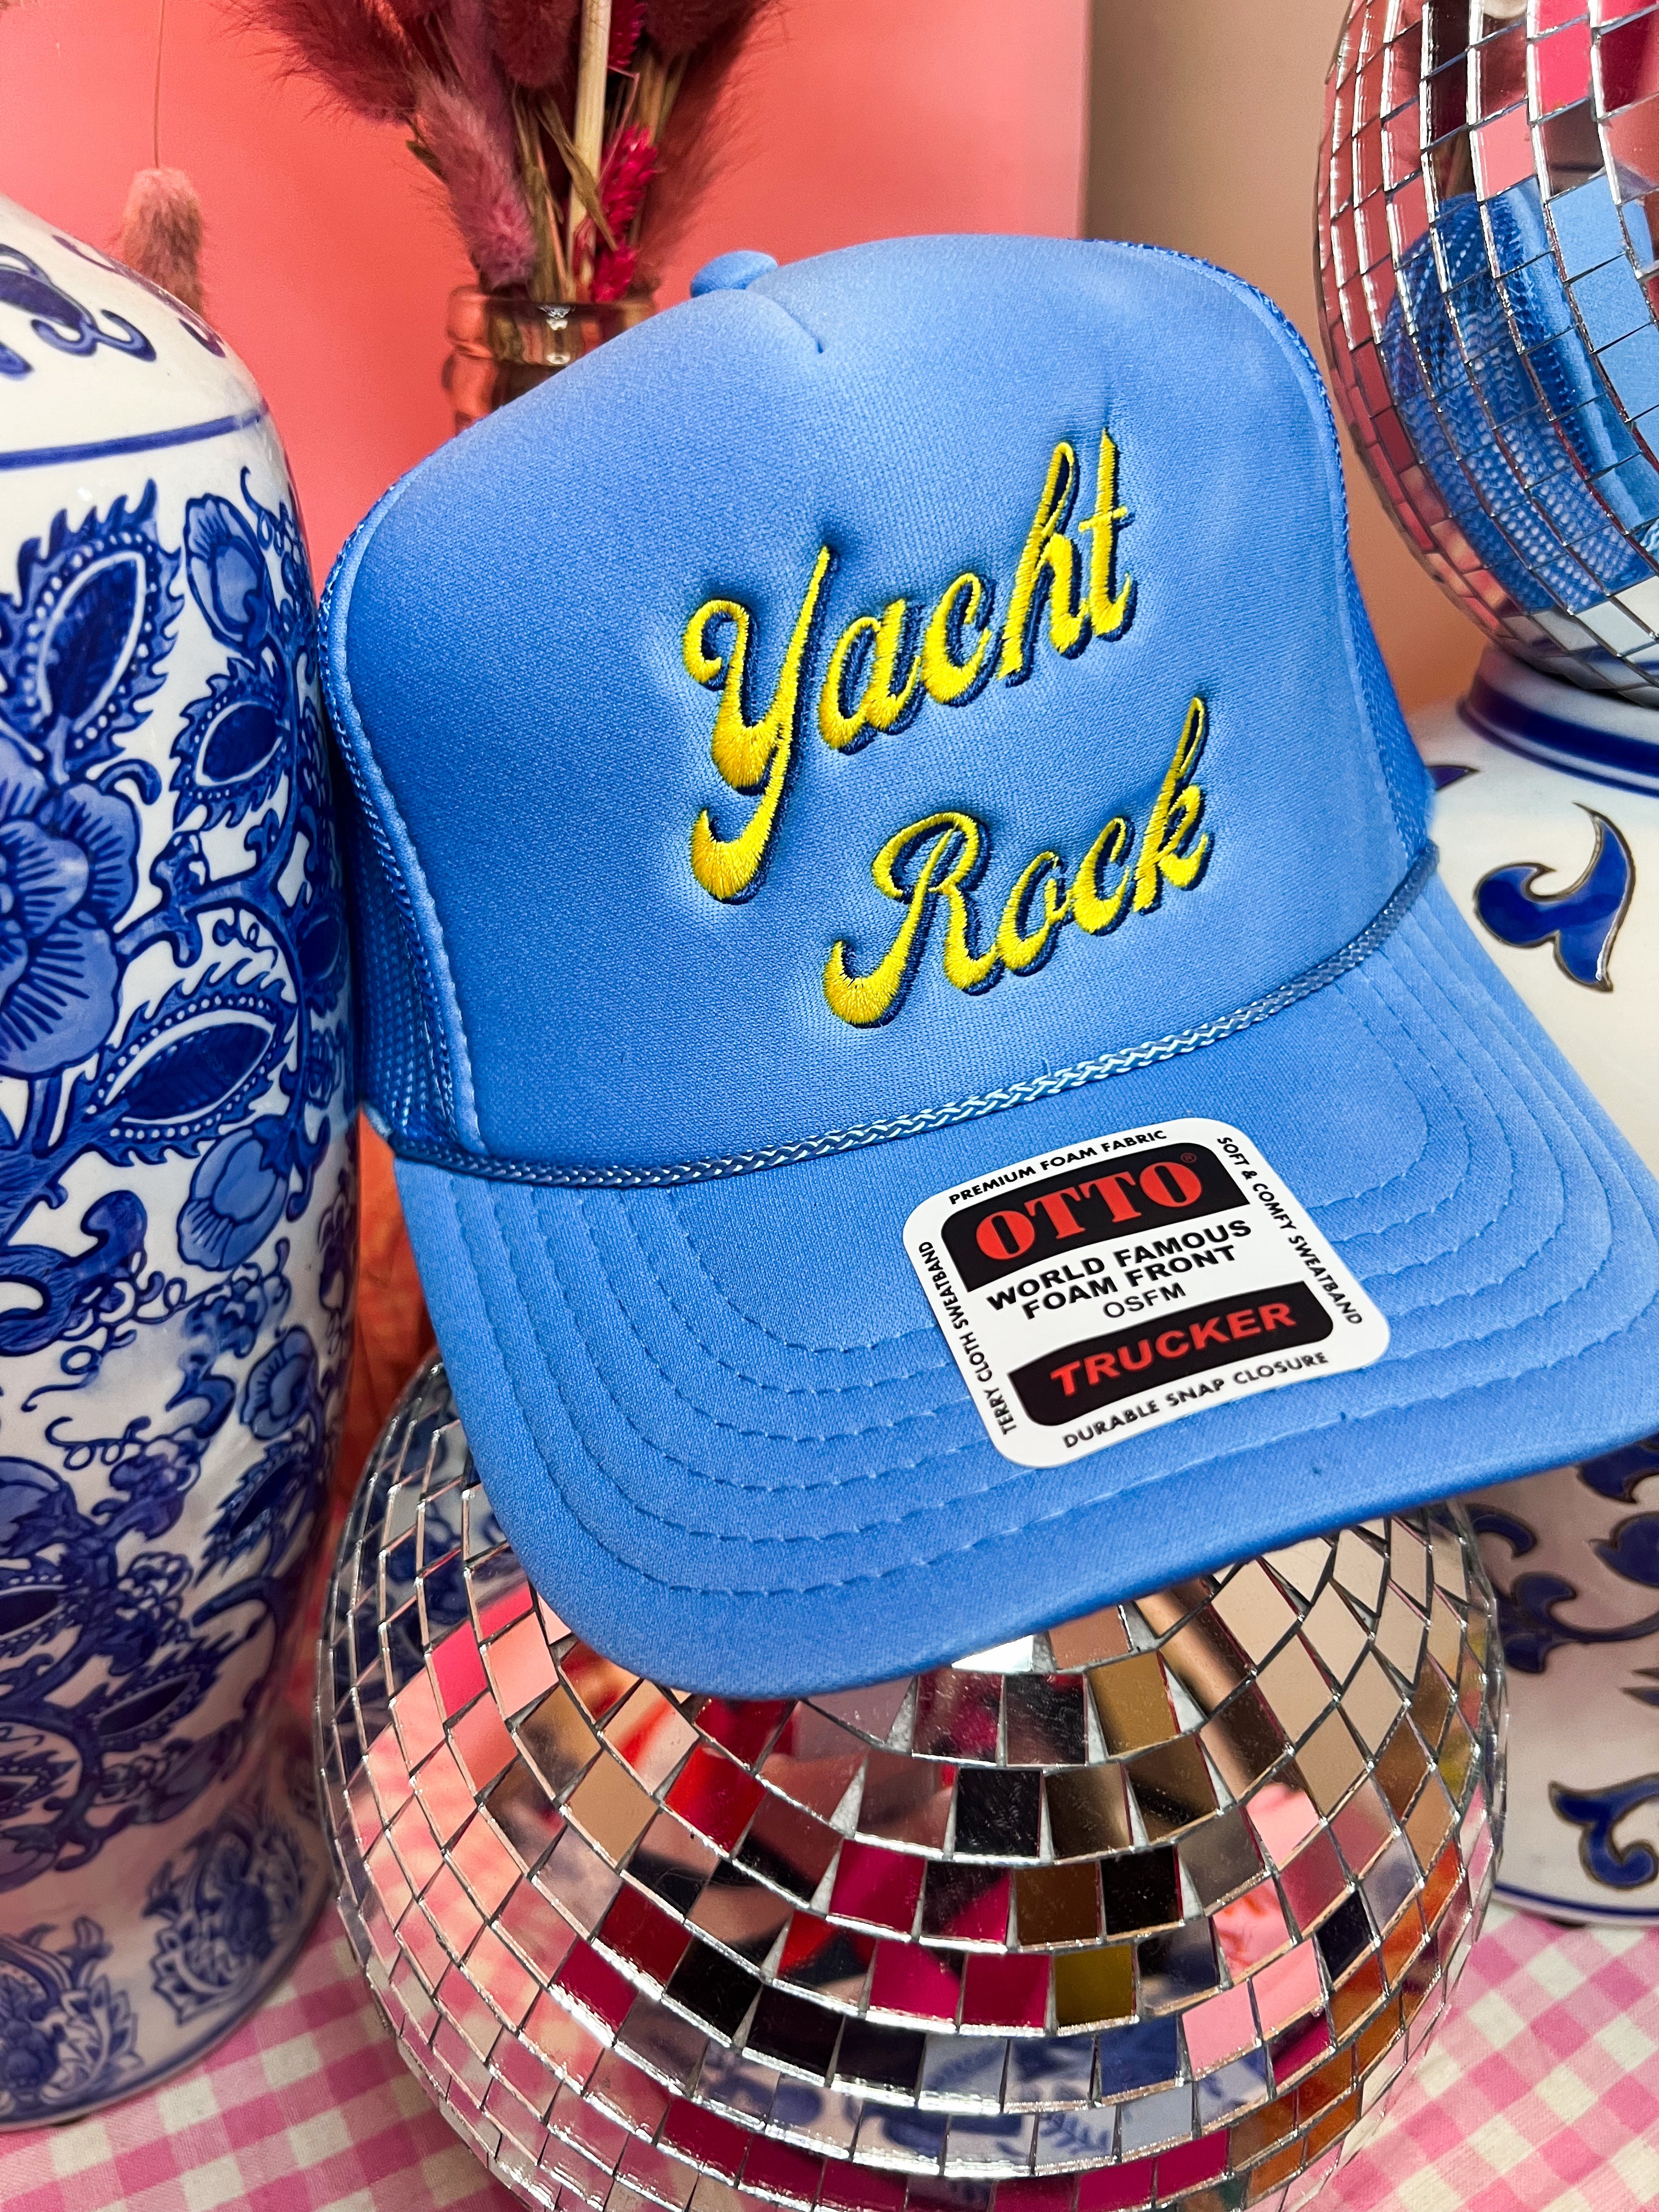 Yacht
Rock
PREMIUM FOAM FABRIC
SOFT & COMFY SWEATBAND
OTTO®
WORLD FAMOUS
FOAM FRONT
OSFM
TRUCKER
DURABLE SNAP CLOSURE
TERRY CLOTH SWEATBAND